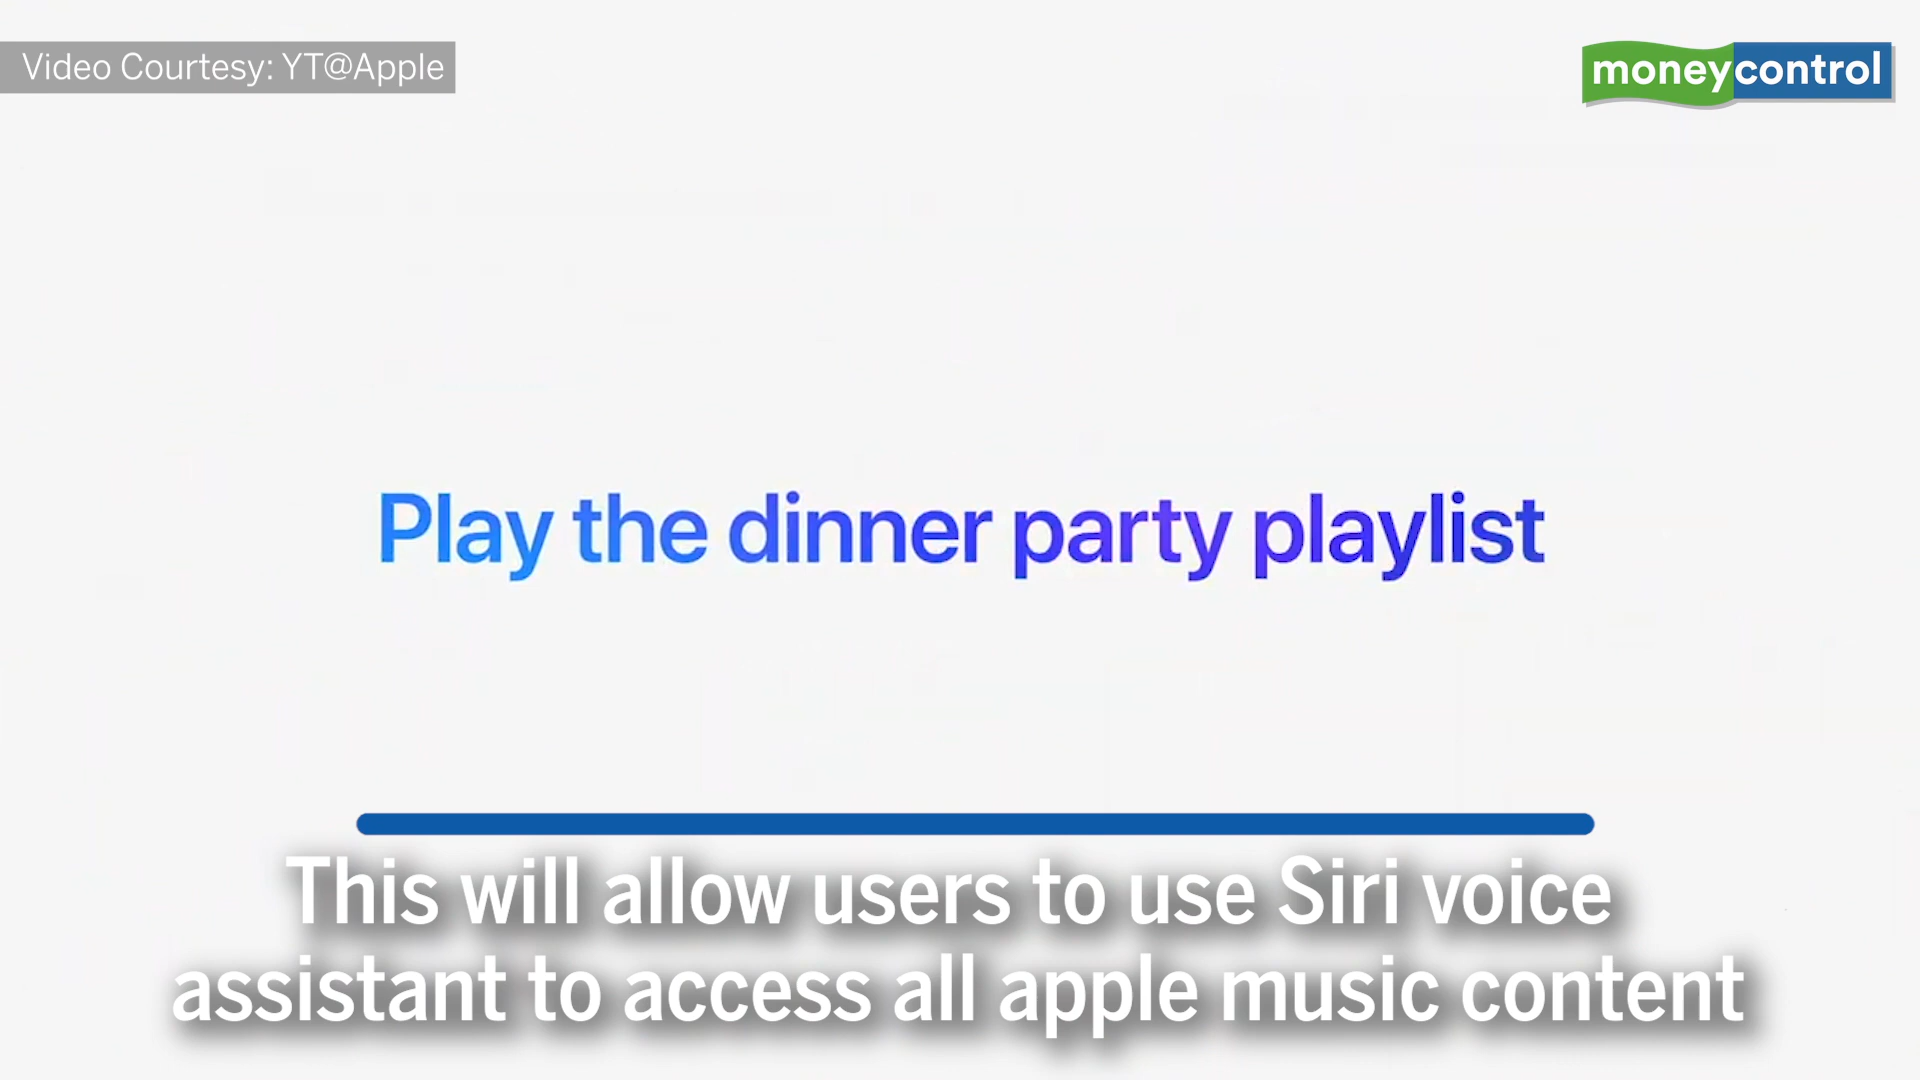 Video Courtesy: YT@Apple
moneycontrol
Play the dinner party playlist
This will allow users to use Siri voice
assistant to access all apple music content